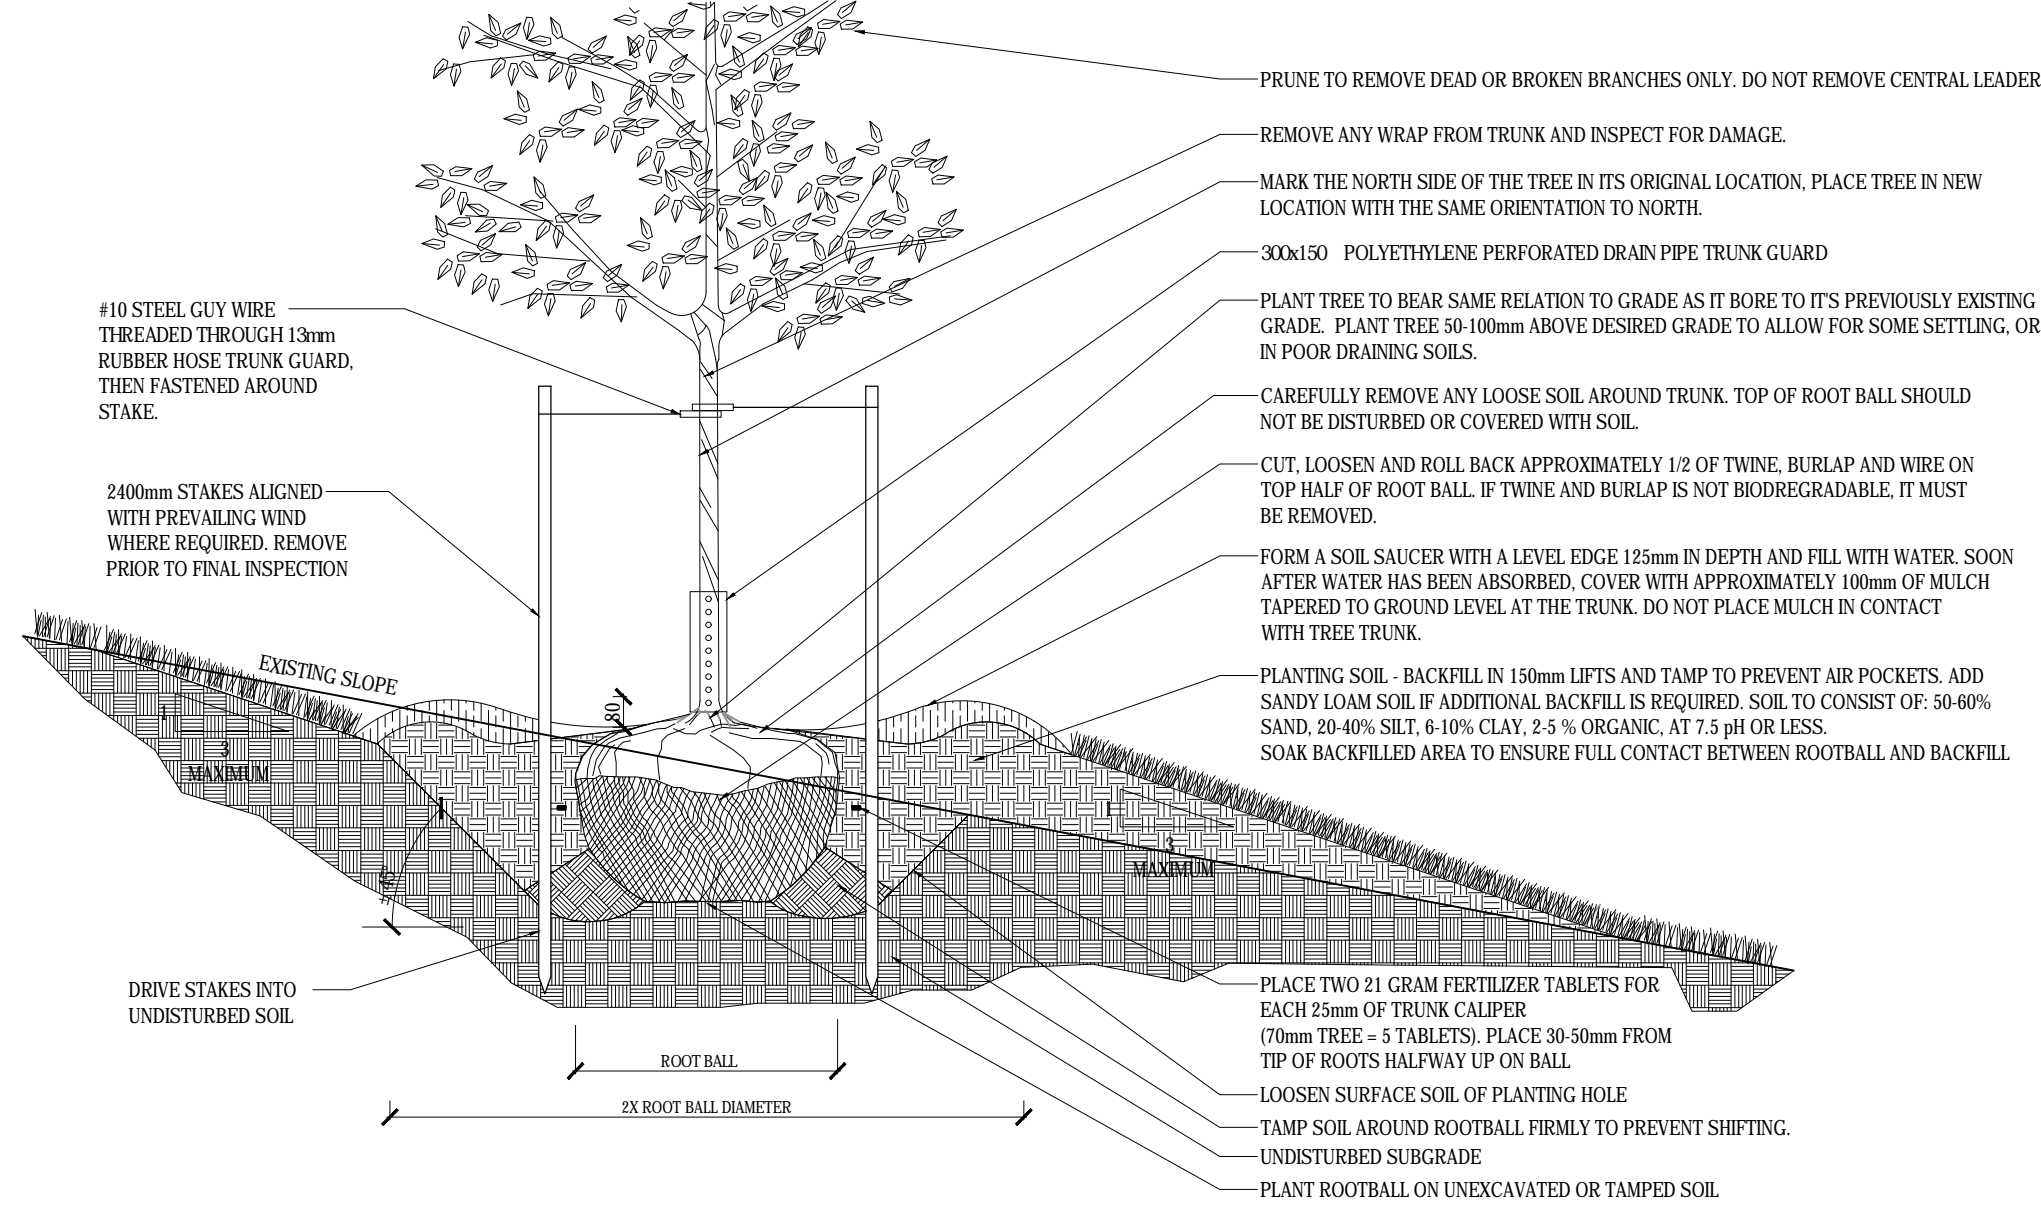 PRUNE TO REMOVE DEAD OR BROKEN BRANCHES ONLY. DO NOT REMOVE CENTRAL LEADER
REMOVE ANY WRAP FROM TRUNK AND INSPECT FOR DAMAGE.
MARK THE NORTH SIDE OF THE TREE IN ITS ORIGINAL LOCATION, PLACE TREE IN NEW
LOCATION WITH THE SAME ORIENTATION TO NORTH.
300x150 POLYETHYLENE PERFORATED DRAIN PIPE TRUNK GUARD
PLANT TREE TO BEAR SAME RELATION TO GRADE AS IT BORE TO IT'S PREVIOUSLY EXISTING
GRADE. PLANT TREE 50-100mm ABOVE DESIRED GRADE TO ALLOW FOR SOME SETTLING, OR
IN POOR DRAINING SOILS.
CAREFULLY REMOVE ANY LOOSE SOIL AROUND TRUNK. TOP OF ROOT BALL SHOULD
NOT BE DISTURBED OR COVERED WITH SOIL.
CUT, LOOSEN AND ROLL BACK APPROXIMATELY 1/2 OF TWINE, BURLAP AND WIRE ON
TOP HALF OF ROOT BALL. IF TWINE AND BURLAP IS NOT BIODREGRADABLE, IT MUST
BE REMOVED.
FORM A SOIL SAUCER WITH A LEVEL EDGE 125mm IN DEPTH AND FILL WITH WATER. SOON
AFTER WATER HAS BEEN ABSORBED, COVER WITH APPROXIMATELY 100mm OF MULCH
TAPERED TO GROUND LEVEL AT THE TRUNK. DO NOT PLACE MULCH IN CONTACT
WITH TREE TRUNK.
PLANTING SOIL - BACKFILL IN 150mm LIFTS AND TAMP TO PREVENT AIR POCKETS. ADD
SANDY LOAM SOIL IF ADDITIONAL BACKFILL IS REQUIRED. SOIL TO CONSIST OF: 50-60%
SAND, 20-40% SILT, 6-10% CLAY, 2-5 % ORGANIC, AT 7.5 pH OR LESS.
SOAK BACKFILLED AREA TO ENSURE FULL CONTACT BETWEEN ROOTBALL AND BACKFILL
#10 STEEL GUY WIRE
THREADED THROUGH 13mm
RUBBER HOSE TRUNK GUARD,
THEN FASTENED AROUND
STAKE.
2400mm STAKES ALIGNED
WITH PREVAILING WIND
WHERE REQUIRED. REMOVE
PRIOR TO FINAL INSPECTION
EXISTING SLOPE
80
1
3
MAXIMUM
1
3
MAXIMUM
±45°
DRIVE STAKES INTO
UNDISTURBED SOIL
ROOT BALL
2X ROOT BALL DIAMETER
PLACE TWO 21 GRAM FERTILIZER TABLETS FOR
EACH 25mm OF TRUNK CALIPER
(70mm TREE = 5 TABLETS). PLACE 30-50mm FROM
TIP OF ROOTS HALFWAY UP ON BALL
LOOSEN SURFACE SOIL OF PLANTING HOLE
TAMP SOIL AROUND ROOTBALL FIRMLY TO PREVENT SHIFTING.
UNDISTURBED SUBGRADE
PLANT ROOTBALL ON UNEXCAVATED OR TAMPED SOIL